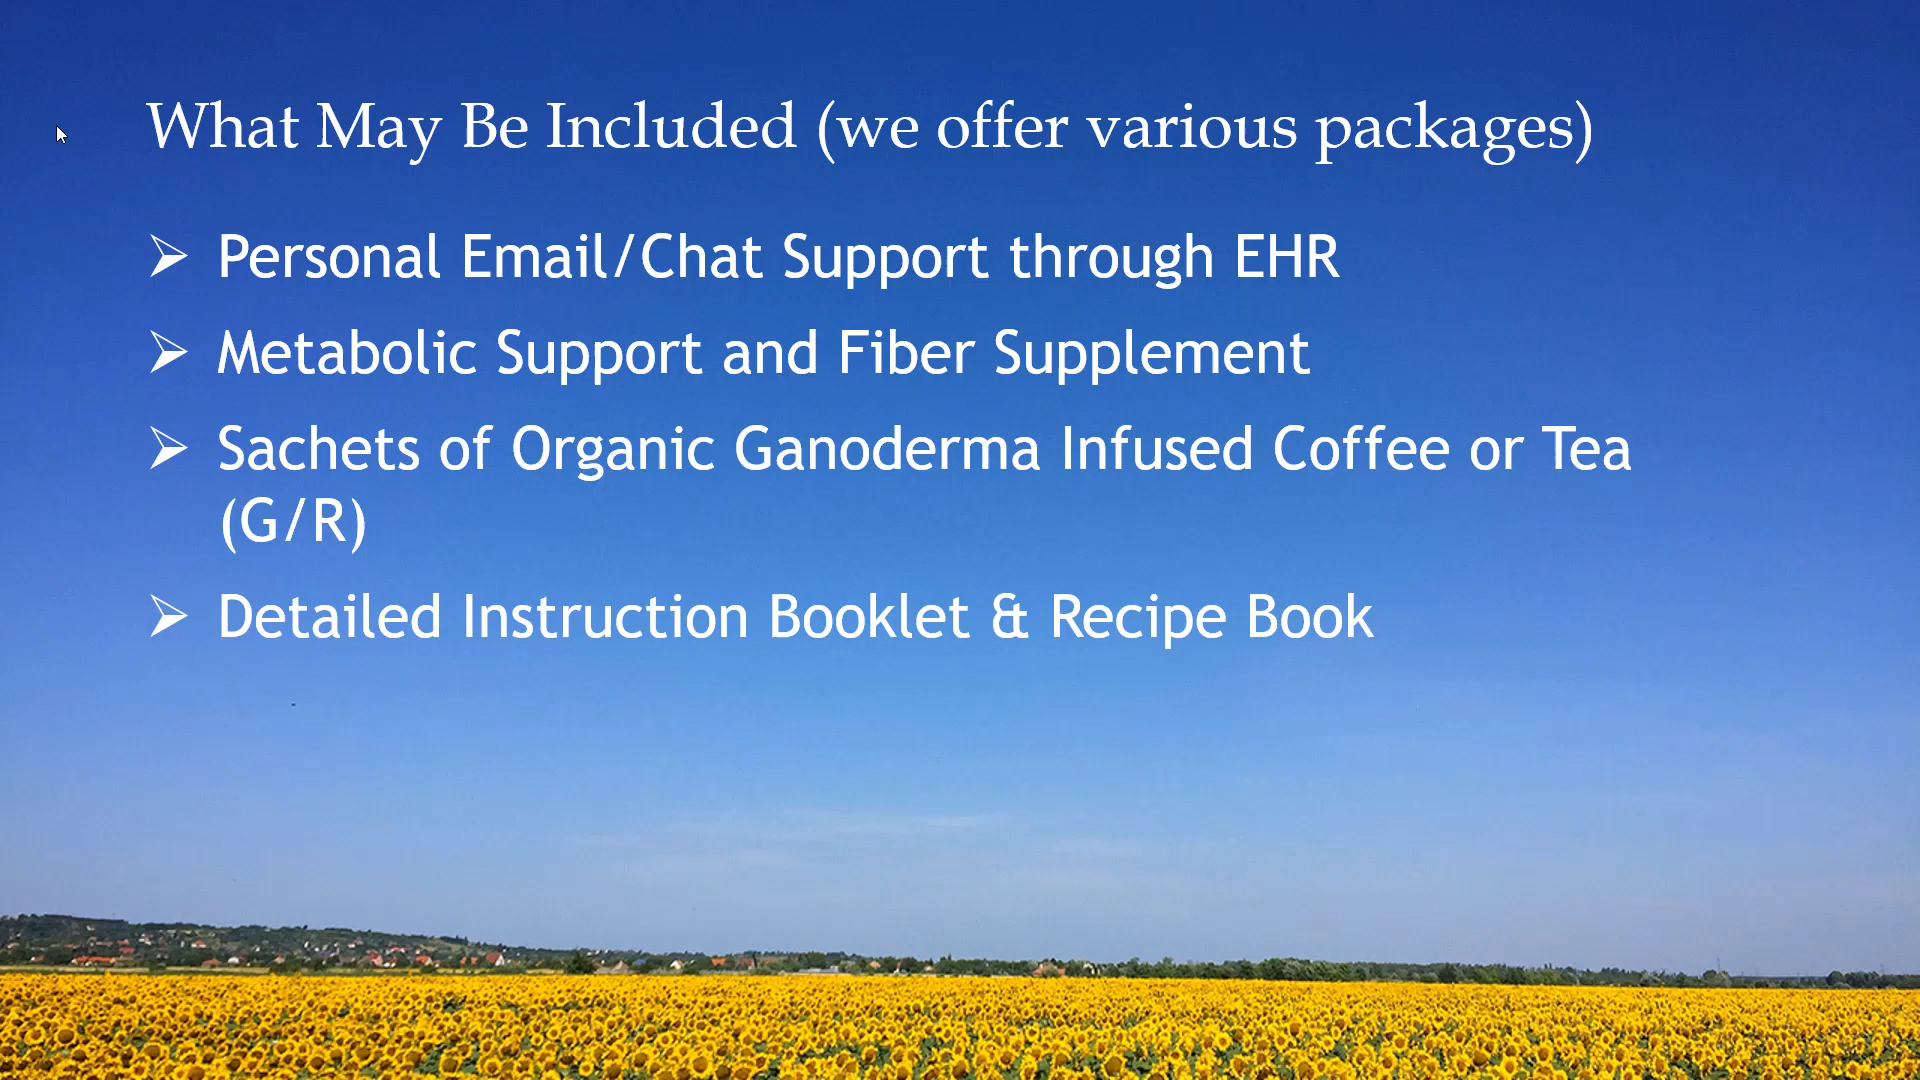 What May Be Included (we offer various packages)
Personal Email/Chat Support through EHR
Metabolic Support and Fiber Supplement
Sachets of Organic Ganoderma Infused Coffee or Tea
(G/R)
Detailed Instruction Booklet & Recipe Book